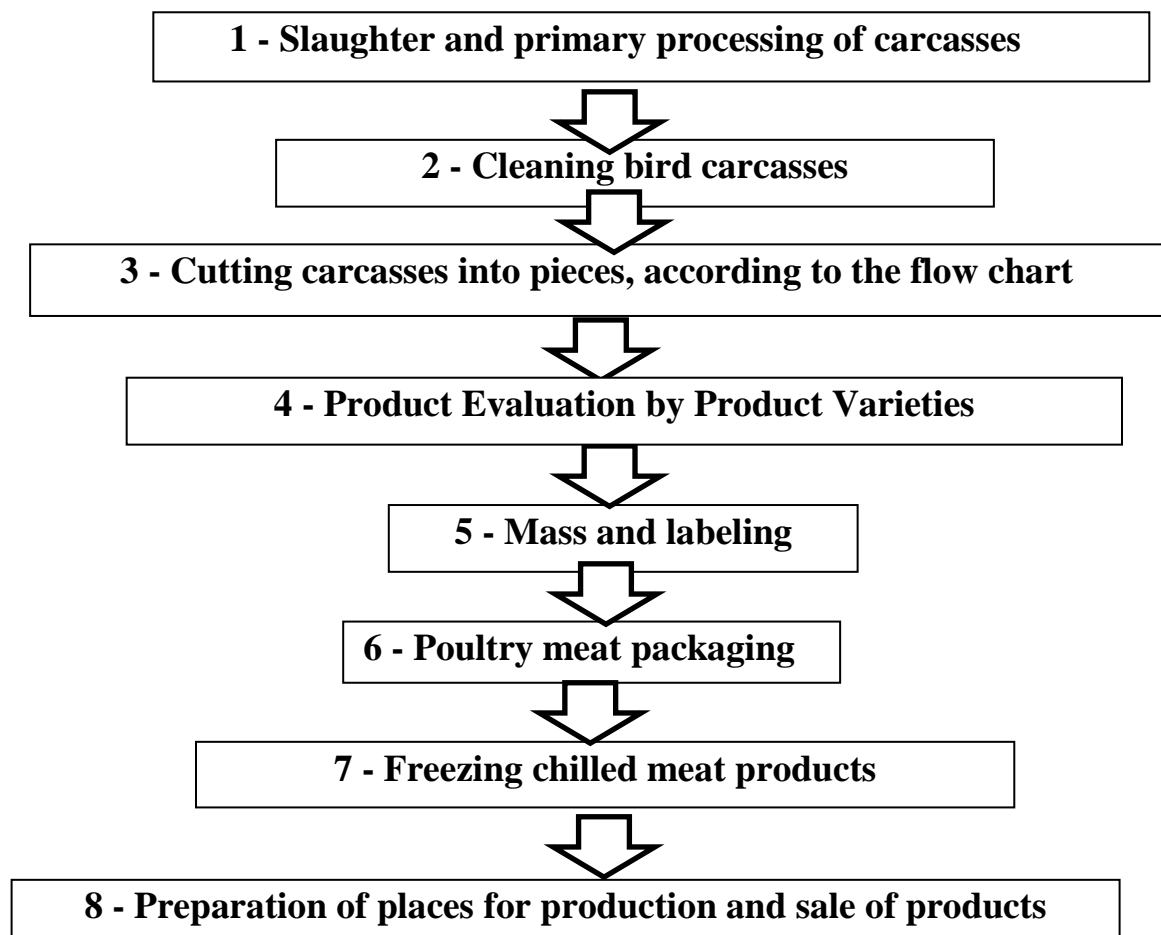 1 - Slaughter and primary processing of carcasses
2 - Cleaning bird carcasses
3 - Cutting carcasses into pieces, according to the flow chart
4 - Product Evaluation by Product Varieties
5 - Mass and labeling
6 - Poultry meat packaging
7 - Freezing chilled meat products
8 - Preparation of places for production and sale of products